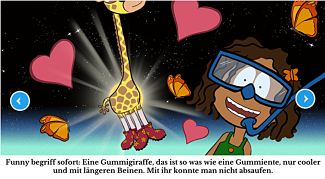 Funny begriff sofort: Eine Gummigiraffe, das ist so was wie eine Gummiente, nur cooler
und mit längeren Beinen. Mit ihr konnte man nicht absaufen.